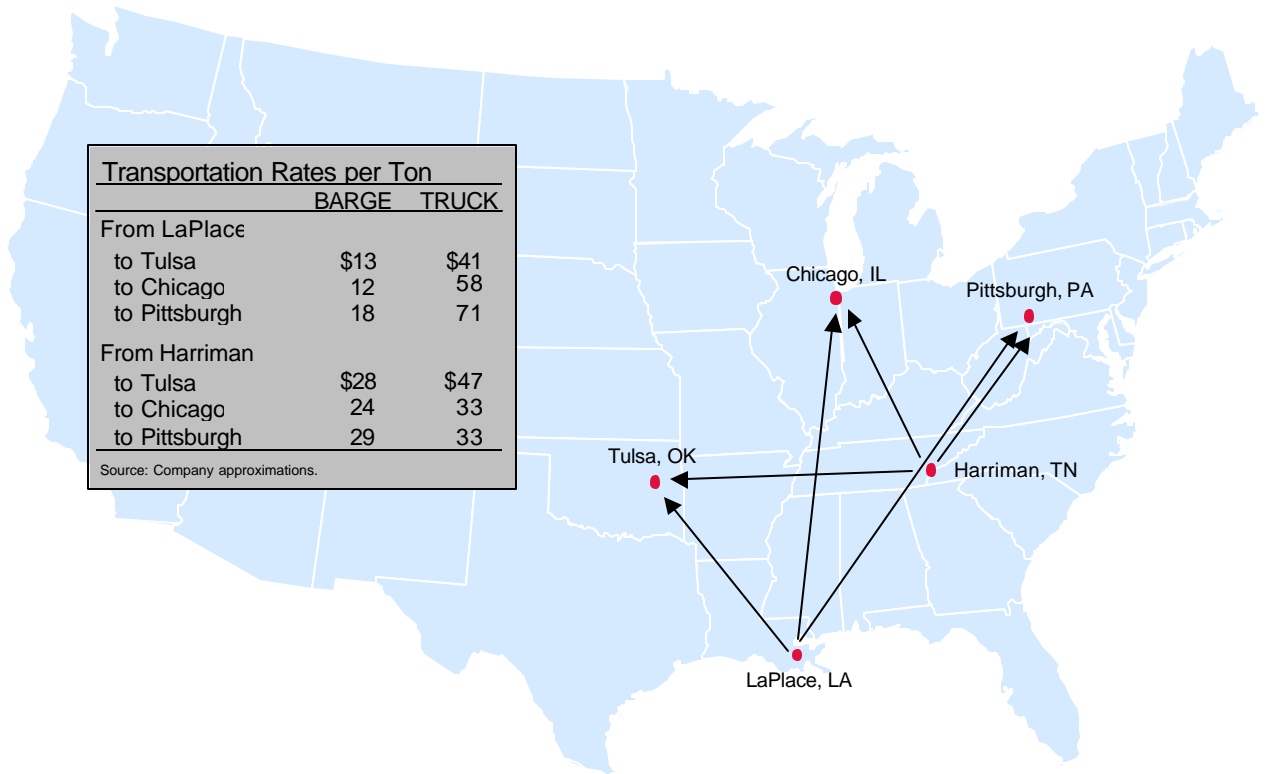 Transportation Rates per Ton
BARGE TRUCK
From LaPlace
to Tulsa $13 $41
to Chicago 12 58
to Pittsburgh 18 71
From Harriman
to Tulsa $28 $47
to Chicago 24 33
to Pittsburgh 29 33
Source: Company approximations.
Chicago, IL
Pittsburgh, PA
Tulsa, OK
Harriman, TN
LaPlace, LA